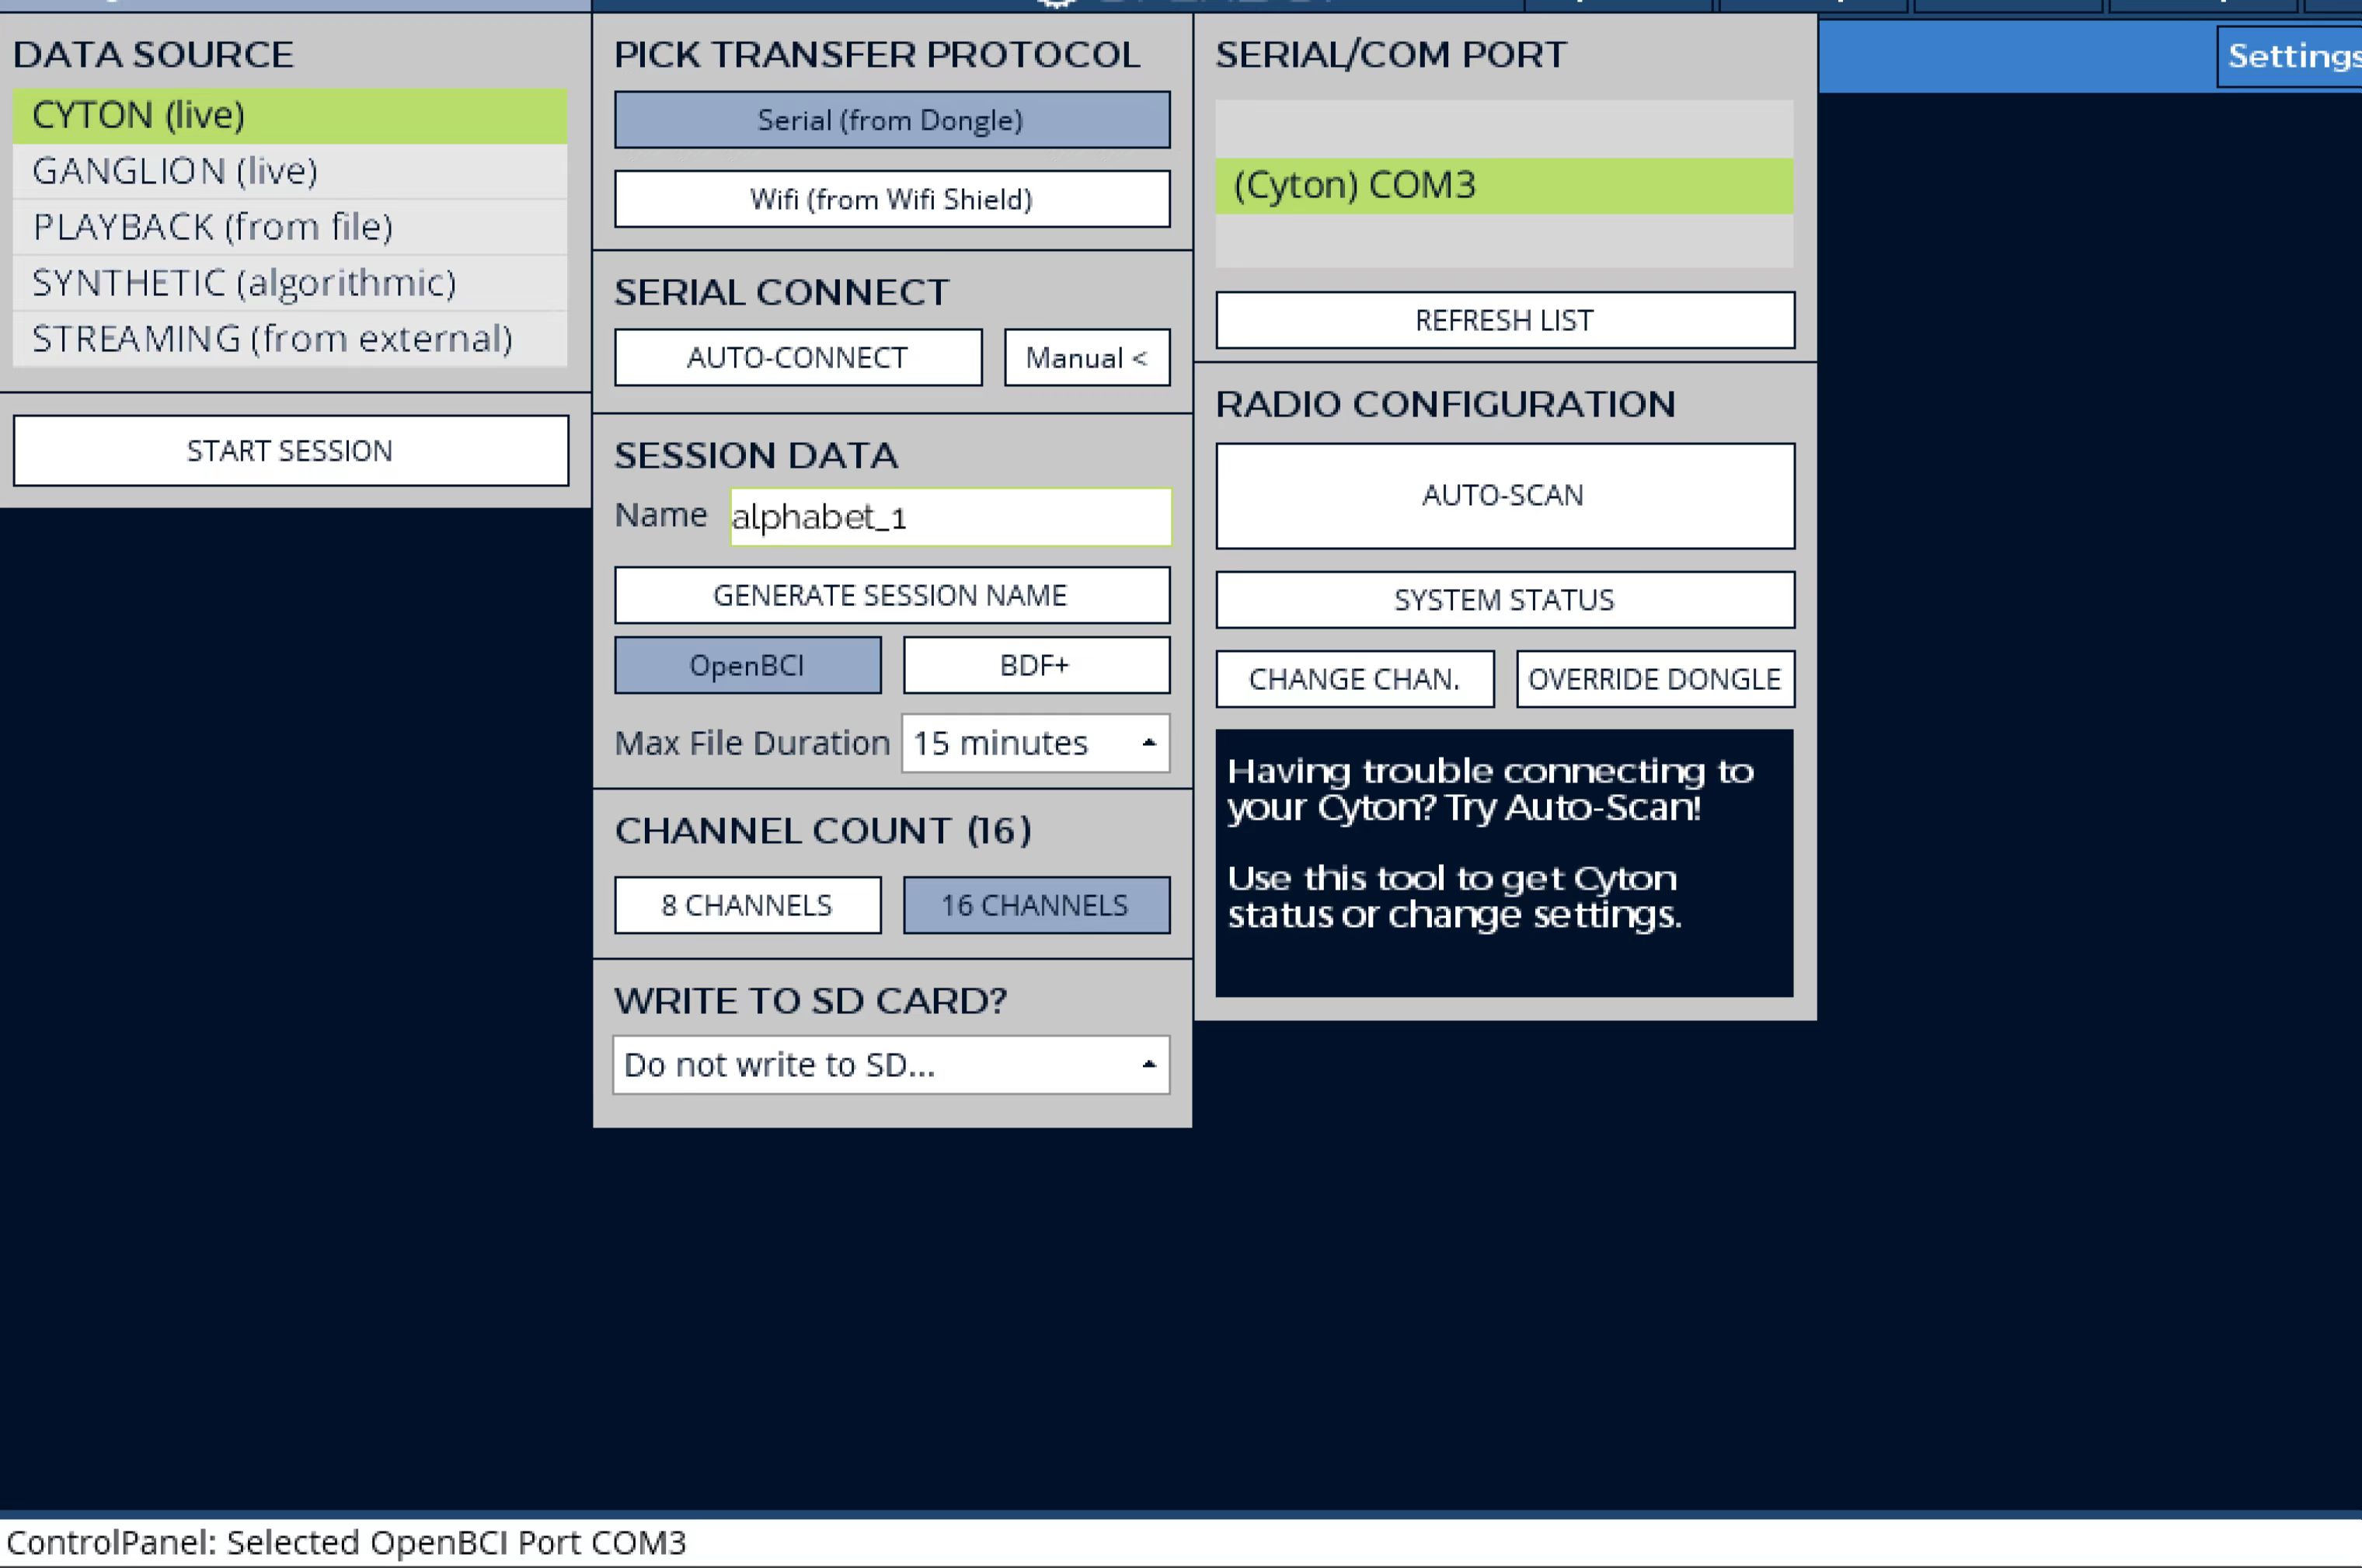 DATA SOURCE
CYTON (live)
GANGLION (live)
PLAYBACK (from file)
SYNTHETIC (algorithmic)
STREAMING (from external)
START SESSION
PICK TRANSFER PROTOCOL
Serial (from Dongle)
Wifi (from Wifi Shield)
SERIAL CONNECT
AUTO-CONNECT
Manual <
SESSION DATA
Name alphabet_1
GENERATE SESSION NAME
OpenBCI
BDF+
Max File Duration 15 minutes
CHANNEL COUNT (16)
8 CHANNELS
16 CHANNELS
WRITE TO SD CARD?
Do not write to SD...
SERIAL/COM PORT
(Cyton) COM3
REFRESH LIST
RADIO CONFIGURATION
AUTO-SCAN
SYSTEM STATUS
CHANGE CHAN.
OVERRIDE DONGLE
Having trouble connecting to
your Cyton? Try Auto-Scan!
Use this tool to get Cyton
status or change settings.
Settings
ControlPanel: Selected OpenBCI Port COM3